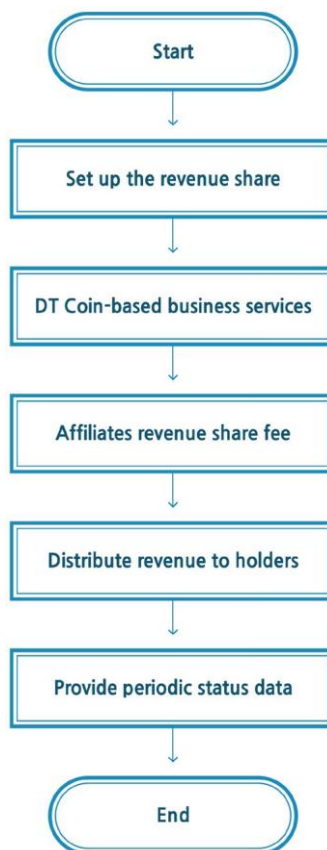 Start
Set up the revenue share
DT Coin-based business services
Affiliates revenue share fee
Distribute revenue to holders
Provide periodic status data
End